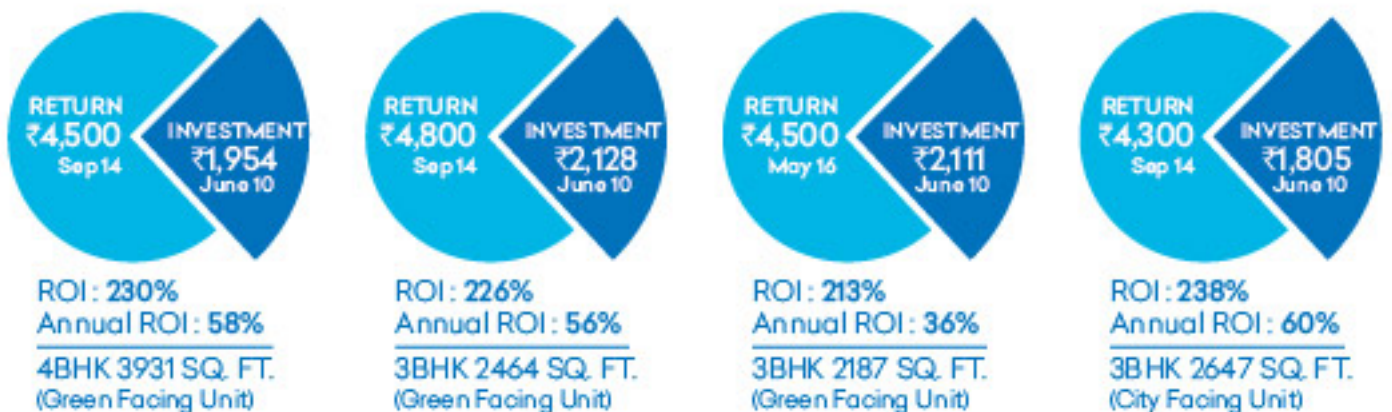 RETURN
₹4,500
Sep 14
INVESTMENT
₹1,954
June 10
ROI : 230%
Annual ROI : 58%
4BHK 3931 SQ. FT.
(Green Facing Unit)
RETURN
₹4,800
Sep 14
INVESTMENT
₹2,128
June 10
ROI : 226%
Annual ROI : 56%
3BHK 2464 SQ. FT.
(Green Facing Unit)
RETURN
₹4,500
May 16
INVESTMENT
₹2,111
June 10
ROI : 213%
Annual ROI : 36%
3BHK 2187 SQ. FT.
(Green Facing Unit)
RETURN
₹4,300
Sep 14
INVESTMENT
₹1,805
June 10
ROI : 238%
Annual ROI : 60%
3BHK 2647 SQ. FT.
(City Facing Unit)